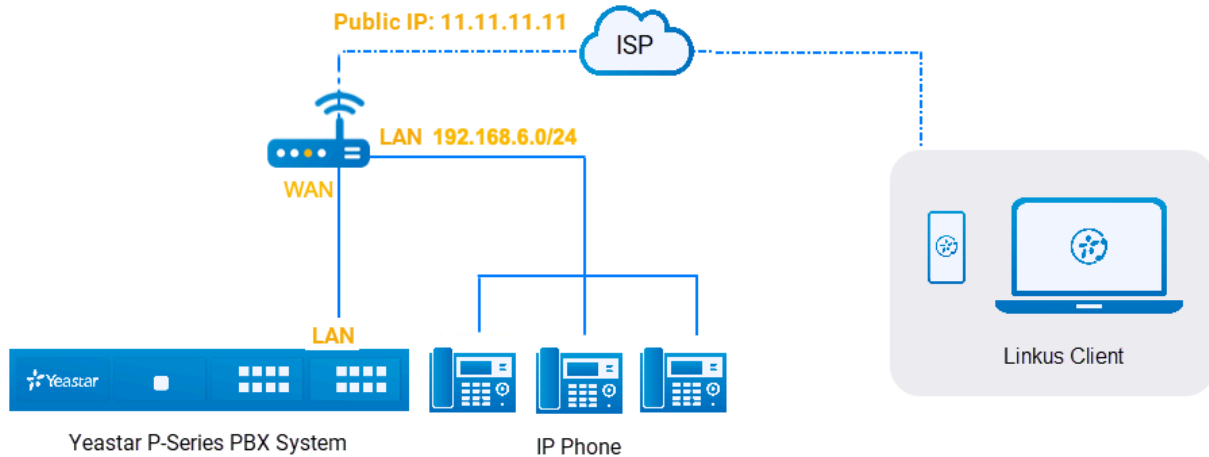 Public IP: 11.11.11.11
ISP
LAN 192.168.6.0/24
WAN
LAN
Yeastar
Linkus Client
Yeastar P-Series PBX System
IP Phone